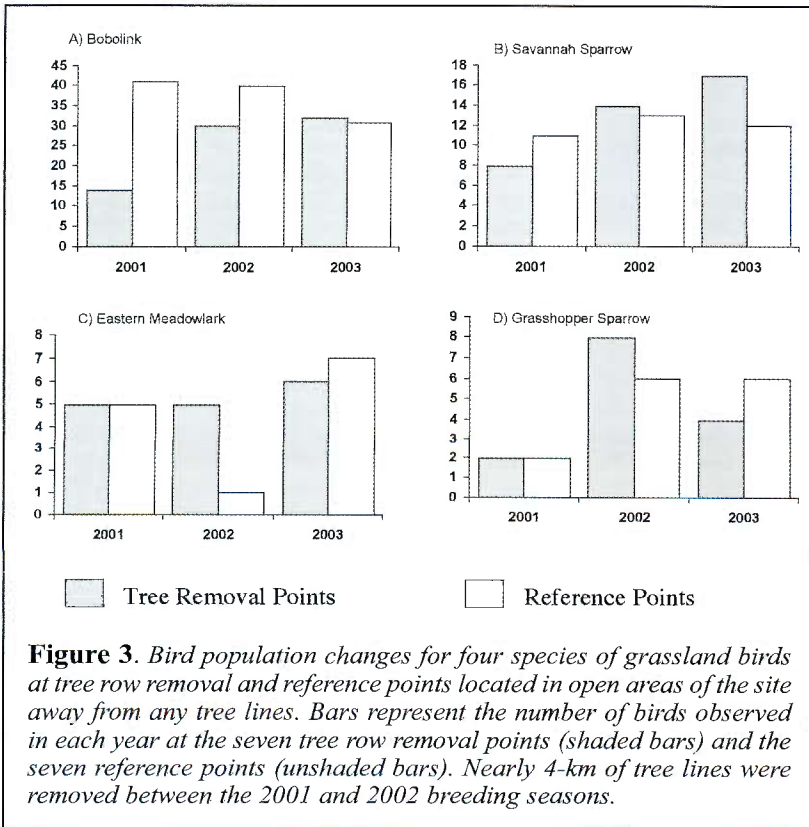 A) Bobolink
45
40
35
30
25
20
15
10
5
0
2001 2002 2003
B) Savannah Sparrow
18
16
14
12
10
8
6
4
2
0
2001 2002 2003
C) Eastern Meadowlark
8
7
6
5
4
3
2
1
0
2001 2002 2003
D) Grasshopper Sparrow
9
8
7
6
5
4
3
2
1
0
2001 2002 2003
Tree Removal Points Reference Points
Figure 3. Bird population changes for four species of grassland birds
at tree row removal and reference points located in open areas of the site
away from any tree lines. Bars represent the number of birds observed
in each year at the seven tree row removal points (shaded bars) and the
seven reference points (unshaded bars). Nearly 4-km of tree lines were
removed between the 2001 and 2002 breeding seasons.